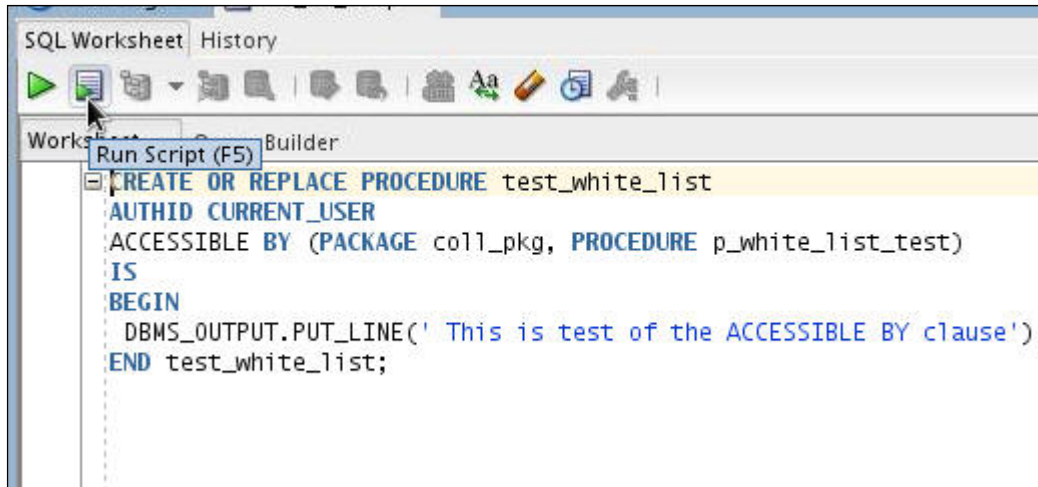 SQL Worksheet History
Aa
Builder
Run Script (F5)
CREATE OR REPLACE PROCEDURE test_white_list
AUTHID CURRENT_USER
ACCESSIBLE BY (PACKAGE coll_pkg, PROCEDURE p_white_list_test)
IS
BEGIN
DBMS_OUTPUT.PUT_LINE(' This is test of the ACCESSIBLE BY clause')
END test_white_list;